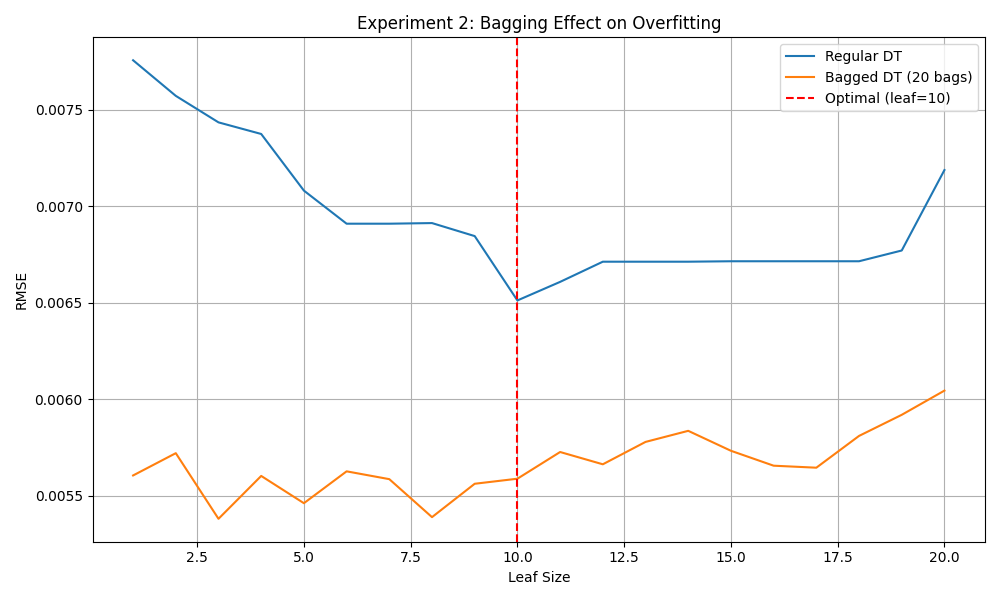 Experiment 2: Bagging Effect on Overfitting
Regular DT
Bagged DT (20 bags)
Optimal (leaf=10)
RMSE
0.0075
0.0070
0.0065
0.0060
0.0055
2.5 5.0 7.5 10.0 12.5 15.0 17.5 20.0
Leaf Size